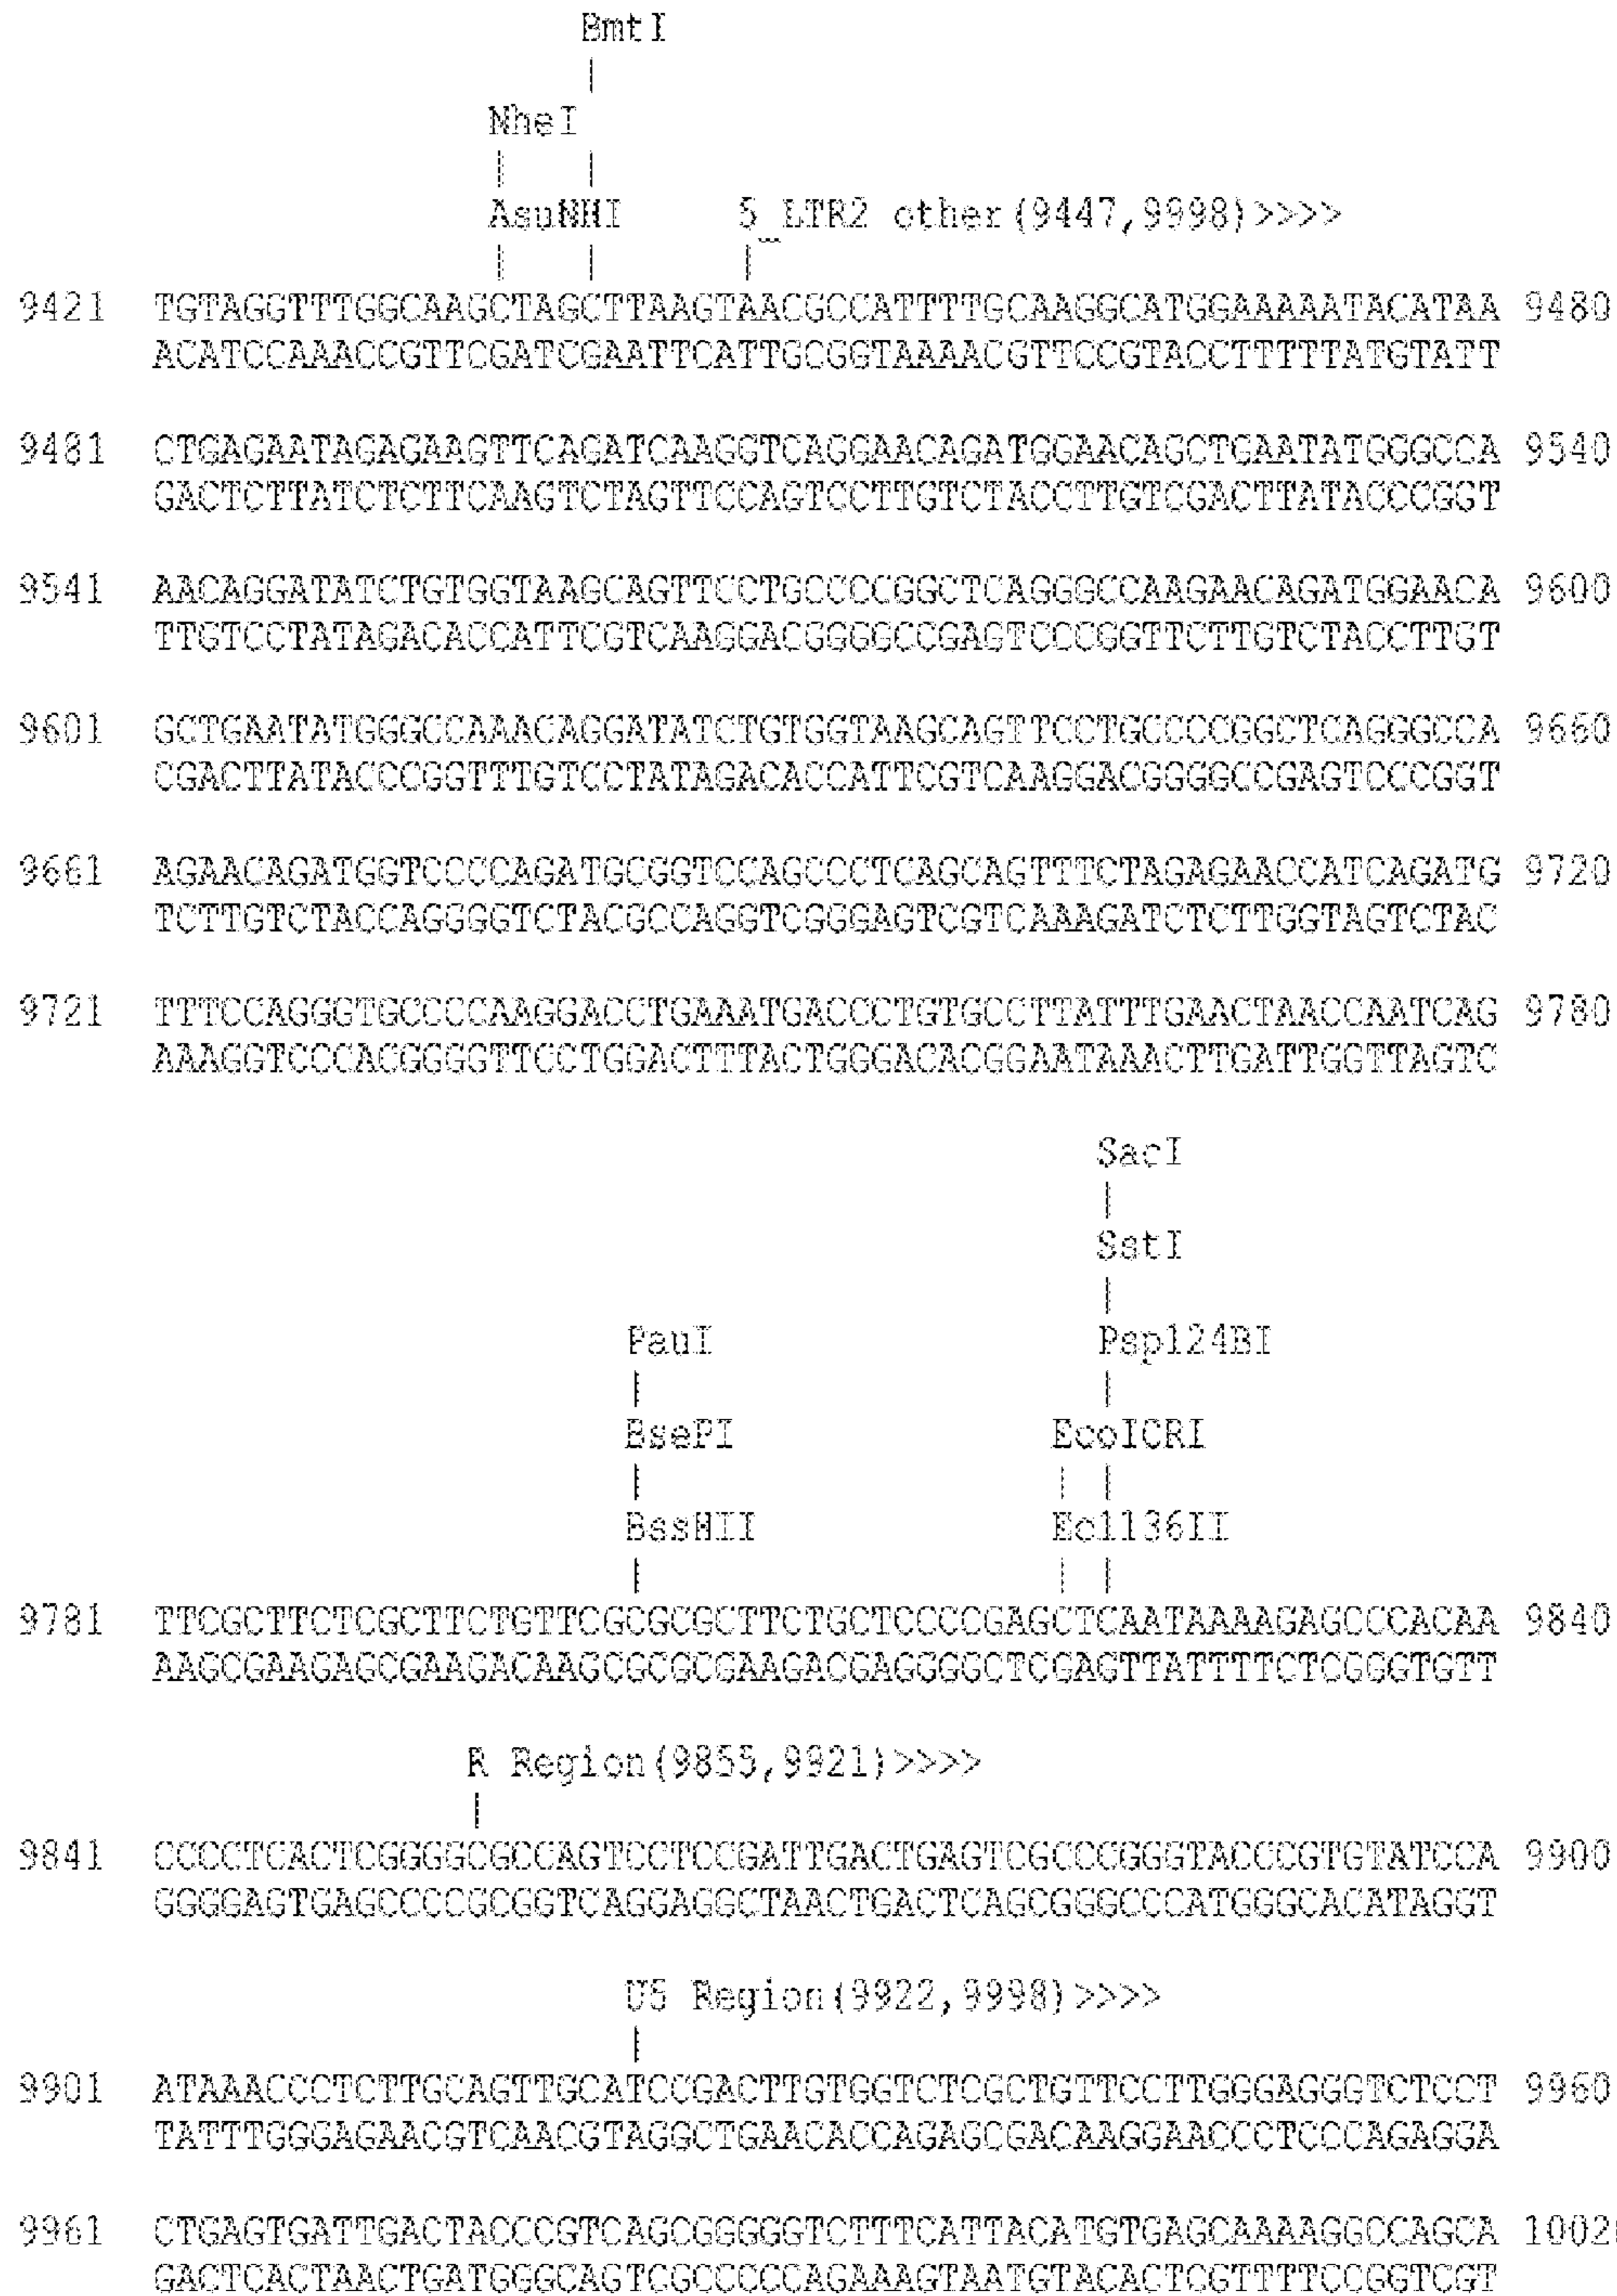 BmtI
|
NheI
| |
AsuNHI 5_LTR2 other(9447,9998)>>>>
| | |
9421 TGTAGGTTTGGCAAGCTAGCTTAAGTAACGCCATTTTGCAAGGCATGGAAAAATACATAA 9480
ACATCCAAACCGTTCGATCGAATTCATTGCGGTAAAACGTTCCGTACCTTTTTATGTATT
9481 CTGAGAATAGAGAAGTTCAGATCAAGGTCAGGAACAGATGGAACAGCTGAATATGGGCCA 9540
GACTCTTATCTCTTCAAGTCTAGTTCCAGTCCTTGTCTACCTTGTCGACTTATACCCGGT
9541 AACAGGATATCTGTGGTAAGCAGTTCCTGCCCCGGCTCAGGGCCAAGAACAGATGGAACA 9600
TTGTCCTATAGACACCATTCGTCAAGGACGGGGCCGAGTCCCGGTTCTTGTCTACCTTGT
9601 GCTGAATATGGGCCAAACAGGATATCTGTGGTAAGCAGTTCCTGCCCCGGCTCAGGGCCA 9660
CGACTTATACCCGGTTTGTCCTATAGACACCATTCGTCAAGGACGGGGCCGAGTCCCGGT
9661 AGAACAGATGGTCCCCAGATGCGGTCCAGCCCTCAGCAGTTTCTAGAGAACCATCAGATG 9720
TCTTGTCTACCAGGGGTCTACGCCAGGTCGGGAGTCGTCAAAGATCTCTTGGTAGTCTAC
9721 TTTCCAGGGTGCCCCAAGGACCTGAAATGACCCTGTGCCTTATTTGAACTAACCAATCAG 9780
AAAGGTCCCACGGGGTTCCTGGACTTTACTGGGACACGGAATAAACTTGATTGGTTAGTC
SacI
|
SstI
|
PauI Psp124BI
| |
BsePI EcoICRI
| | |
BssHII Ecl136II
| | |
9781 TTCGCTTCTCGCTTCTGTTCGCGCGCTTCTGCTCCCCGAGCTCAATAAAAGAGCCCACAA 9840
AAGCGAAGAGCGAAGACAAGCGCGCGAAGACGAGGGGCTCGAGTTATTTTCTCGGGTGTT
R Region(9855,9921)>>>>
|
9841 CCCCTCACTCGGGGCGCCAGTCCTCCGATTGACTGAGTCGCCCGGGTACCCGTGTATCCA 9900
GGGGAGTGAGCCCCGCGGTCAGGAGGCTAACTGACTCAGCGGGCCCATGGGCACATAGGT
U5 Region(9922,9998)>>>>
|
9901 ATAAACCCTCTTGCAGTTGCATCCGACTTGTGGTCTCGCTGTTCCTTGGGAGGGTCTCCT 9960
TATTTGGGAGAACGTCAACGTAGGCTGAACACCAGAGCGACAAGGAACCCTCCCAGAGGA
9961 CTGAGTGATTGACTACCCGTCAGCGGGGGTCTTTCATTACATGTGAGCAAAAGGCCAGCA 1002
GACTCACTAACTGATGGGCAGTCGCCCCCAGAAAGTAATGTACACTCGTTTTCCGGTCGT